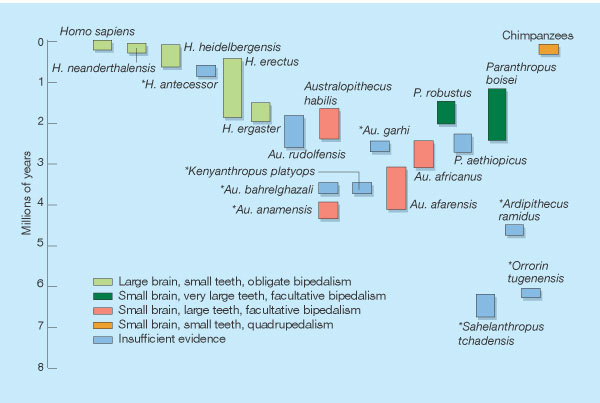 Homo sapiens
H. neanderthalensis
H. heidelbergensis
*H. antecessor
H. erectus
H. ergaster
Au. rudolfensis
Australopithecus
habilis
*Au. garhi
P. robustus
Paranthropus
boisei
Chimpanzees
P. aethiopicus
Au. africanus
*Kenyanthropus platyops
*Au. bahrelghazali
*Au. anamensis
Au. afarensis
*Ardipithecus
ramidus
*Orrorin
tugenensis
*Sahelanthropus
tchadensis
Millions of years
0
1
2
3
4
5
6
7
8
Large brain, small teeth, obligate bipedalism
Small brain, very large teeth, facultative bipedalism
Small brain, large teeth, facultative bipedalism
Small brain, small teeth, quadrupedalism
Insufficient evidence